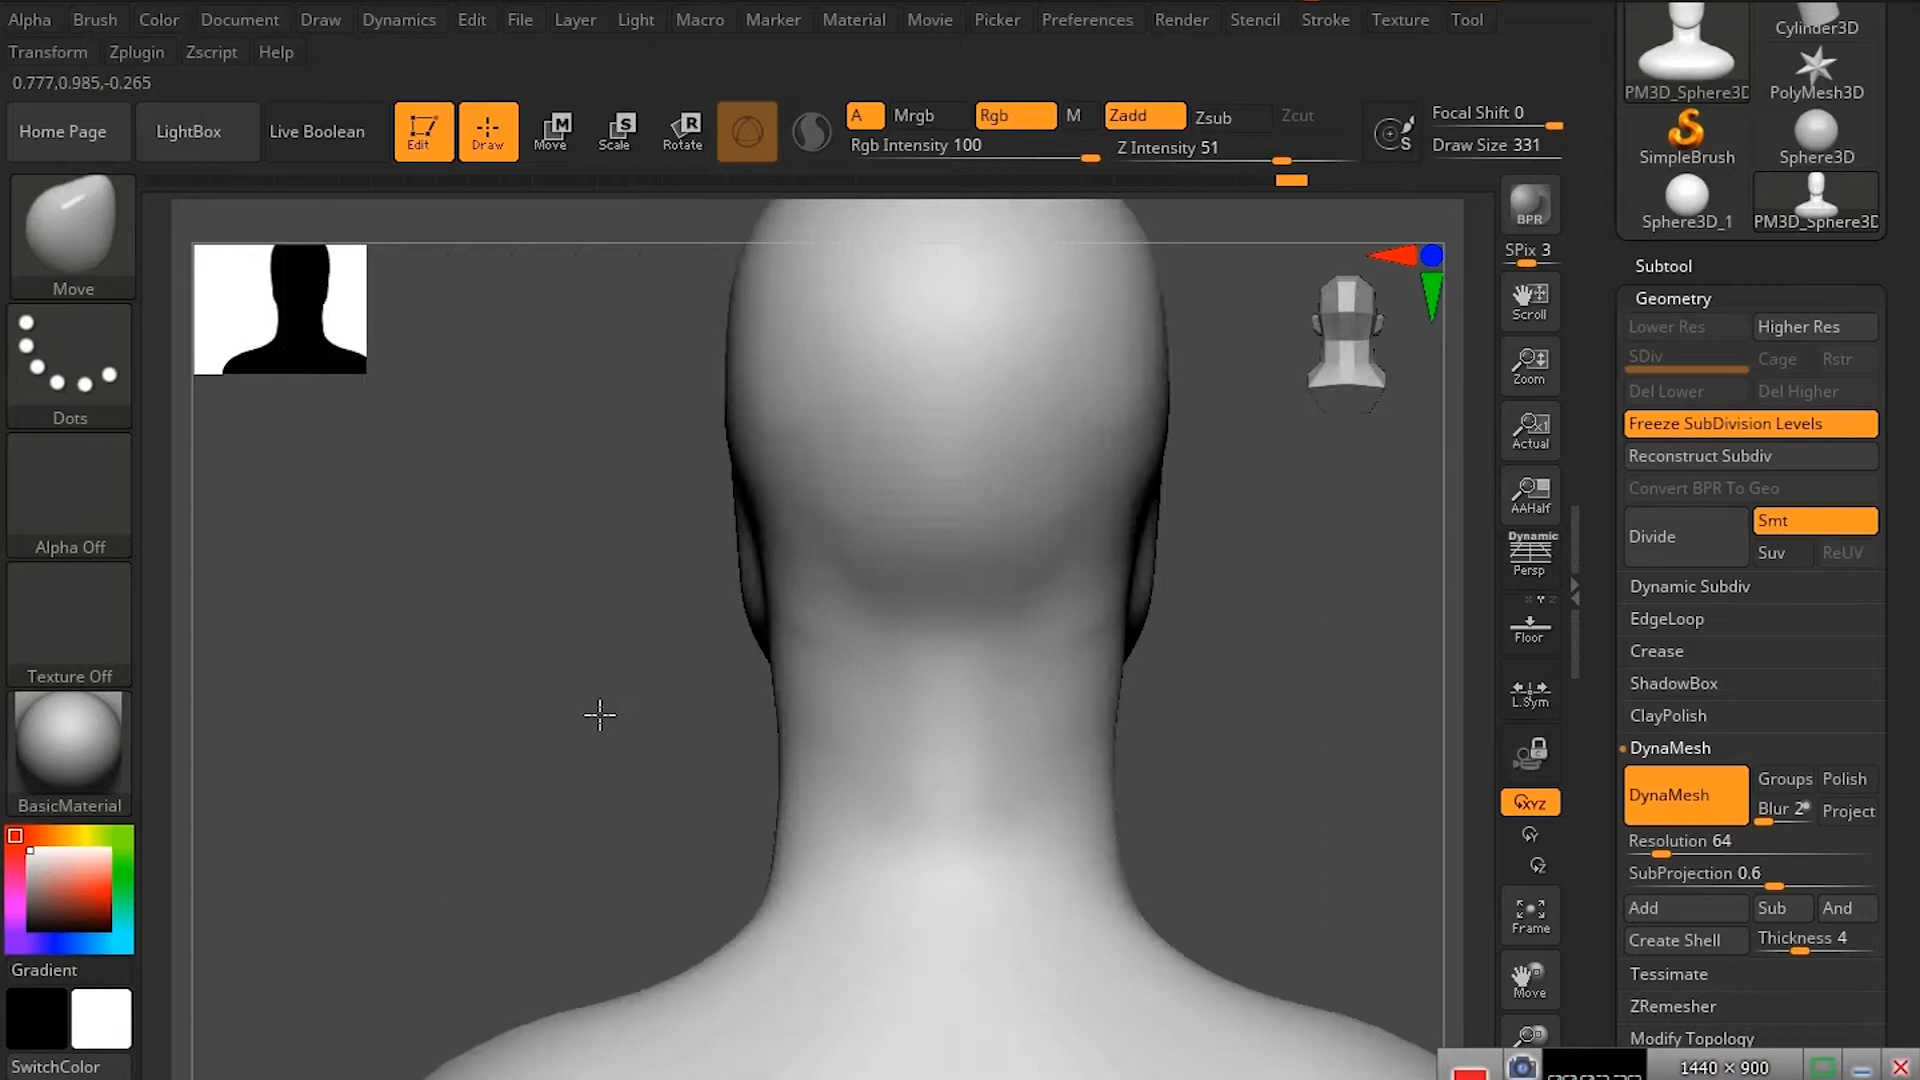 Alpha Brush Color Document Draw Dynamics Edit File Layer Light Macro Marker Material Movie Picker Preferences Render Stencil Stroke Texture Tool
Transform Zplugin Zscript Help
0.777,0.985,-0.265
Home Page LightBox Live Boolean Edit Draw Move Scale Rotate
M S R
A Mrgb Rgb M Zadd Zsub Zcut
Rgb Intensity 100 Z Intensity 51
S
Focal Shift 0
Draw Size 331
Move
Dots
Alpha Off
Texture Off
BasicMaterial
Gradient
SwitchColor
BPR
SPix 3
Scroll
Zoom
x1
Actual
AAHalf
Dynamic
Persp
X Y Z
Floor
L.Sym
XYZ
Y
Z
Frame
Move
PM3D_Sphere3D Cylinder3D
PolyMesh3D
SimpleBrush Sphere3D
Sphere3D_1 PM3D_Sphere3D
Subtool
Geometry
Lower Res Higher Res
SDiv Cage Rstr
Del Lower Del Higher
Freeze SubDivision Levels
Reconstruct Subdiv
Convert BPR To Geo
Divide Smt
Suv ReUV
Dynamic Subdiv
EdgeLoop
Crease
ShadowBox
ClayPolish
DynaMesh
DynaMesh Groups Polish
Blur 2 Project
Resolution 64
SubProjection 0.6
Add Sub And
Create Shell Thickness 4
Tessimate
ZRemesher
Modify Topology
1440 × 900